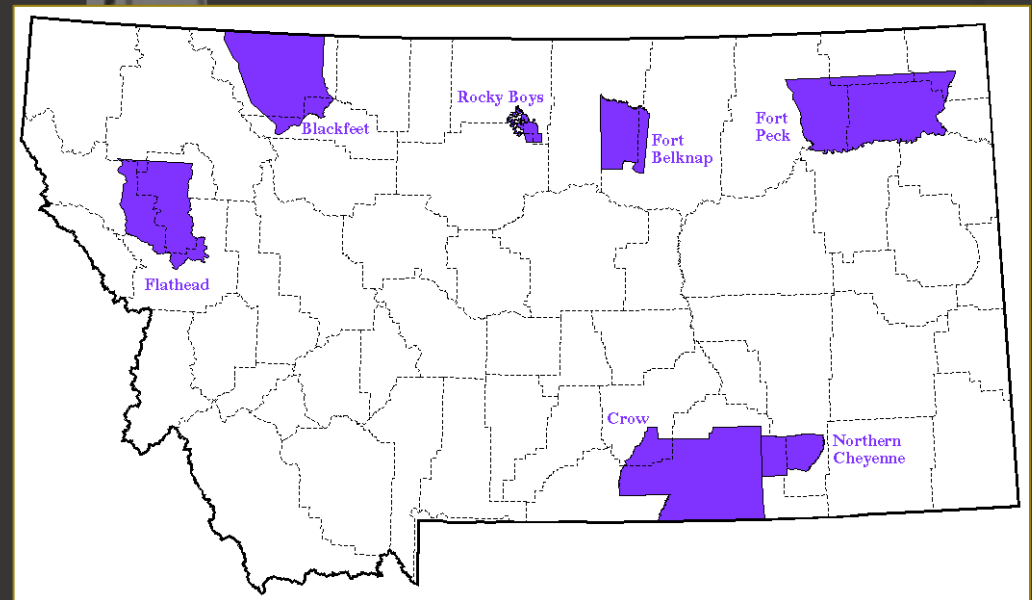 Rocky Boys
Blackfeet
Fort
Belknap
Fort
Peck
Flathead
Crow
Northern
Cheyenne